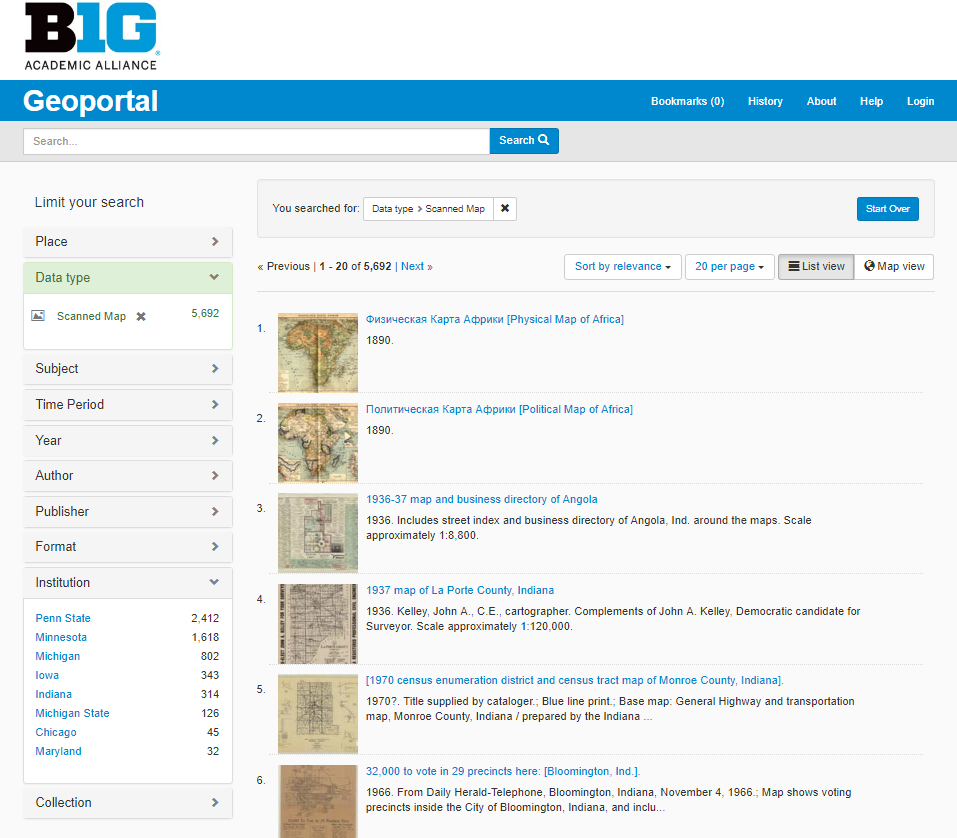 B1G
ACADEMIC ALLIANCE
Geoportal
Bookmarks (0) History About Help Login
Search...
Search
Limit your search
Place
Data type
Scanned Map ✖ 5,692
Subject
Time Period
Year
Author
Publisher
Format
Institution
Penn State 2,412
Minnesota 1,618
Michigan 802
Iowa 343
Indiana 314
Michigan State 126
Chicago 45
Maryland 32
Collection
You searched for: Data type > Scanned Map ✖
Start Over
« Previous | 1 - 20 of 5,692 | Next »
Sort by relevance 20 per page List view Map view
1. Физическая Карта Африки [Physical Map of Africa]
1890.
2. Политическая Карта Африки [Political Map of Africa]
1890.
3. 1936-37 map and business directory of Angola
1936. Includes street index and business directory of Angola, Ind. around the maps. Scale
approximately 1:8,800.
4. 1937 map of La Porte County, Indiana
1936. Kelley, John A., C.E., cartographer. Complements of John A. Kelley, Democratic candidate for
Surveyor. Scale approximately 1:120,000.
5. [1970 census enumeration district and census tract map of Monroe County, Indiana].
1970?. Title supplied by cataloger.; Blue line print.; Base map: General Highway and transportation
map, Monroe County, Indiana / prepared by the Indiana ...
6. 32,000 to vote in 29 precincts here: [Bloomington, Ind.].
1966. From Daily Herald-Telephone, Bloomington, Indiana, November 4, 1966.; Map shows voting
precincts inside the City of Bloomington, Indiana, and inclu...